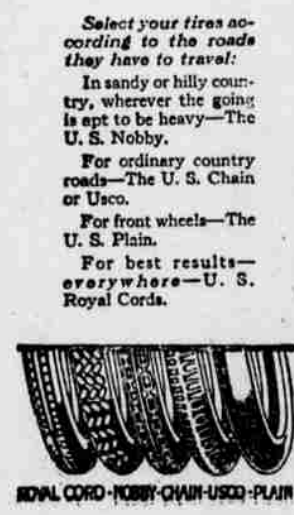 Select your tires ac-
cording to the roads
they have to travel:
In sandy or hilly coun-
try, wherever the going
is apt to be heavy—The
U. S. Nobby.
For ordinary country
roads—The U. S. Chain
or Usco.
For front wheels—The
U. S. Plain.
For best results—
everywhere—U. S.
Royal Cords.
ROYAL CORD-NOBBY-CHAIN-USCO-PLAIN